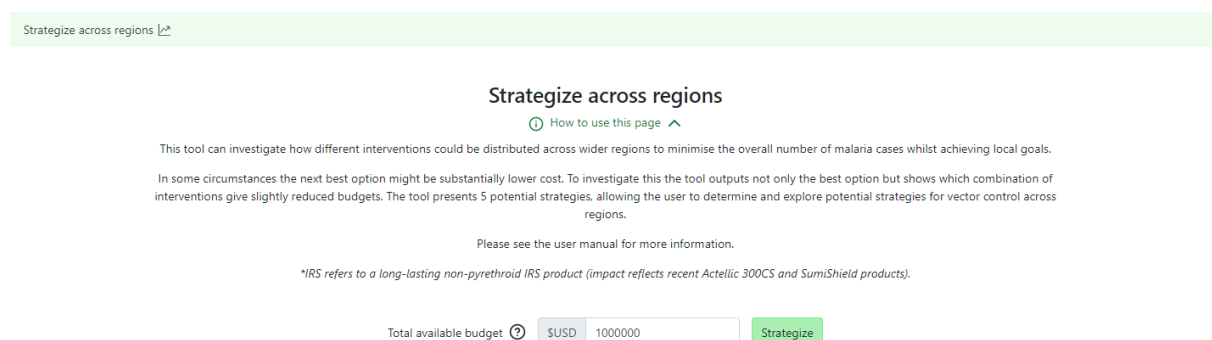 Strategize across regions
Strategize across regions
How to use this page
This tool can investigate how different interventions could be distributed across wider regions to minimise the overall number of malaria cases whilst achieving local goals.
In some circumstances the next best option might be substantially lower cost. To investigate this the tool outputs not only the best option but shows which combination of
interventions give slightly reduced budgets. The tool presents 5 potential strategies, allowing the user to determine and explore potential strategies for vector control across
regions.
Please see the user manual for more information.
*IRS refers to a long-lasting non-pyrethroid IRS product (impact reflects recent Actellic 300CS and SumiShield products).
Total available budget ? $USD 1000000 Strategize